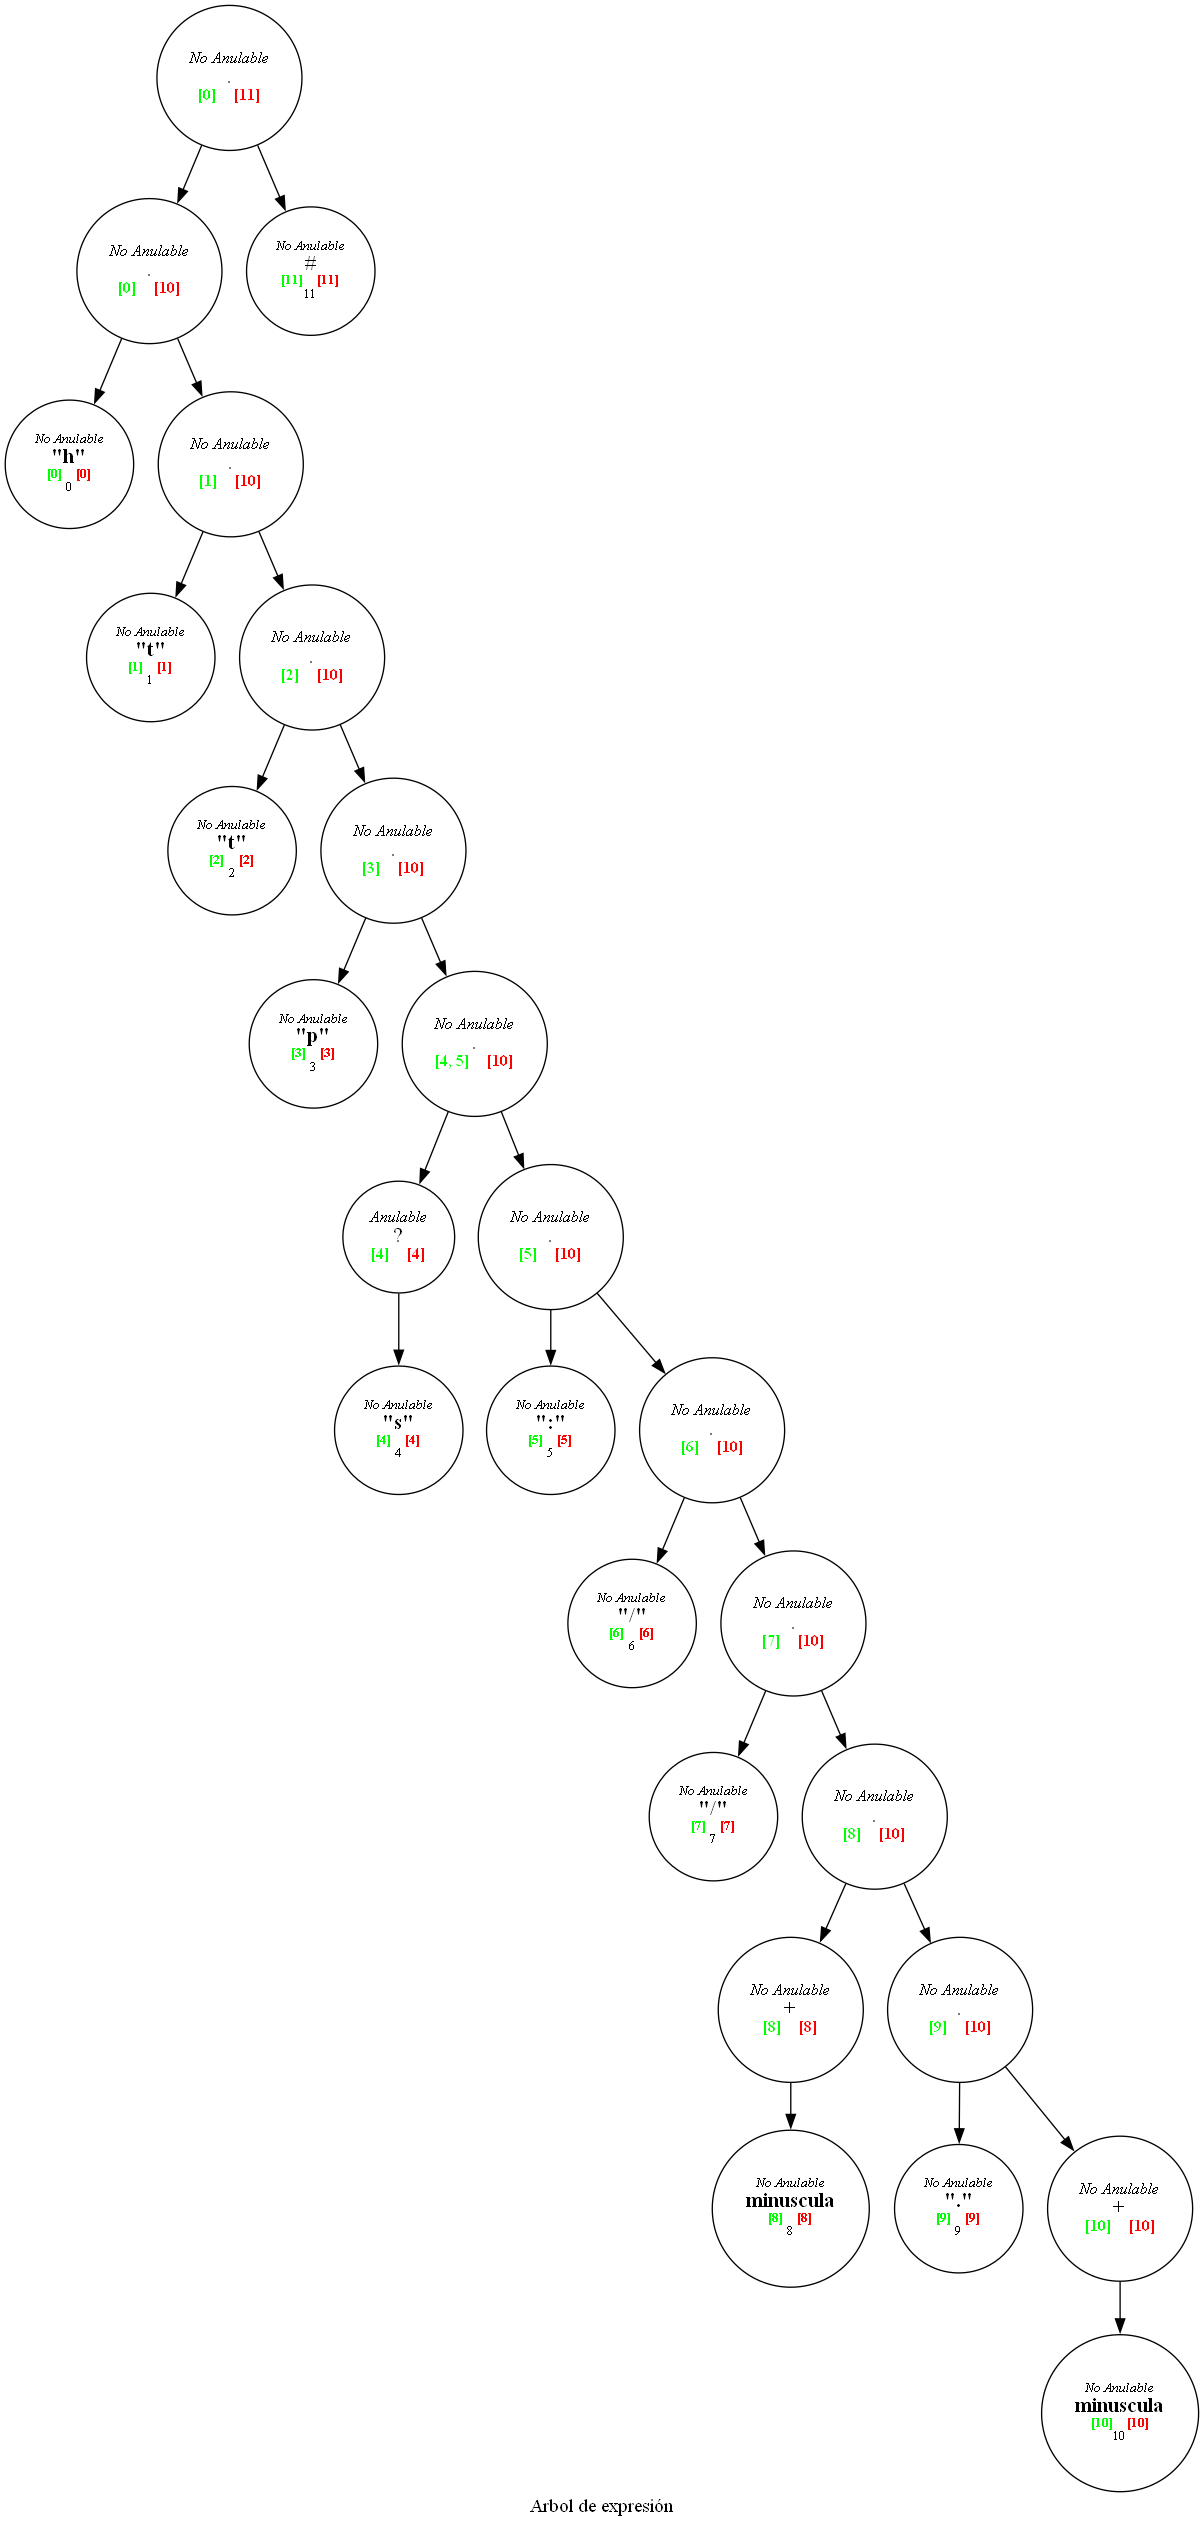 No Anulable
.
[0] [11]
No Anulable
.
[0] [10]
No Anulable
#
[11] [11]
11
No Anulable
"h"
[0] [0]
0
No Anulable
.
[1] [10]
No Anulable
"t"
[1] [1]
1
No Anulable
.
[2] [10]
No Anulable
"t"
[2] [2]
2
No Anulable
.
[3] [10]
No Anulable
"p"
[3] [3]
3
No Anulable
.
[4, 5] [10]
Anulable
?
[4] [4]
No Anulable
.
[5] [10]
No Anulable
"s"
[4] [4]
4
No Anulable
":"
[5] [5]
5
No Anulable
.
[6] [10]
No Anulable
"/"
[6] [6]
6
No Anulable
.
[7] [10]
No Anulable
"/"
[7] [7]
7
No Anulable
.
[8] [10]
No Anulable
+
[8] [8]
No Anulable
.
[9] [10]
No Anulable
minuscula
[8] [8]
8
No Anulable
"."
[9] [9]
9
No Anulable
+
[10] [10]
No Anulable
minuscula
[10] [10]
10
Arbol de expresión